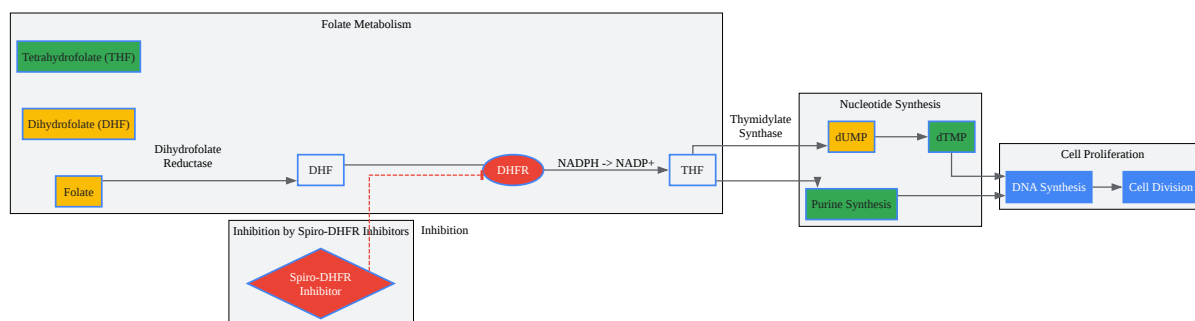 Folate Metabolism
Tetrahydrofolate (THF)
Dihydrofolate (DHF)
Dihydrofolate
Reductase
Folate
DHF
DHFR
NADPH -> NADP+
THF
Thymidylate
Synthase
Nucleotide Synthesis
dUMP
dTMP
Purine Synthesis
Cell Proliferation
DNA Synthesis
Cell Division
Inhibition by Spiro-DHFR Inhibitors
Inhibition
Spiro-DHFR
Inhibitor